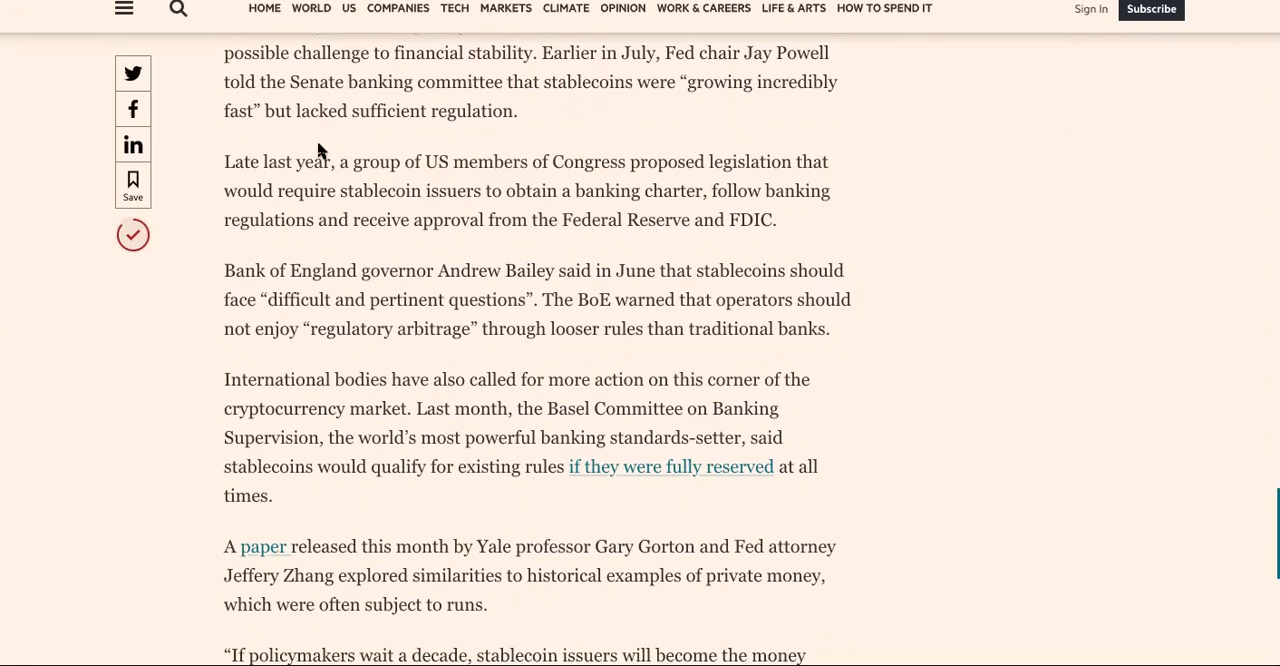 HOME WORLD US COMPANIES TECH MARKETS CLIMATE OPINION WORK & CAREERS LIFE & ARTS HOW TO SPEND IT Sign In Subscribe
possible challenge to financial stability. Earlier in July, Fed chair Jay Powell
told the Senate banking committee that stablecoins were “growing incredibly
fast” but lacked sufficient regulation.
Late last year, a group of US members of Congress proposed legislation that
would require stablecoin issuers to obtain a banking charter, follow banking
regulations and receive approval from the Federal Reserve and FDIC.
Save
Bank of England governor Andrew Bailey said in June that stablecoins should
face “difficult and pertinent questions”. The BoE warned that operators should
not enjoy “regulatory arbitrage” through looser rules than traditional banks.
International bodies have also called for more action on this corner of the
cryptocurrency market. Last month, the Basel Committee on Banking
Supervision, the world’s most powerful banking standards-setter, said
stablecoins would qualify for existing rules if they were fully reserved at all
times.
A paper released this month by Yale professor Gary Gorton and Fed attorney
Jeffery Zhang explored similarities to historical examples of private money,
which were often subject to runs.
“If policymakers wait a decade, stablecoin issuers will become the money